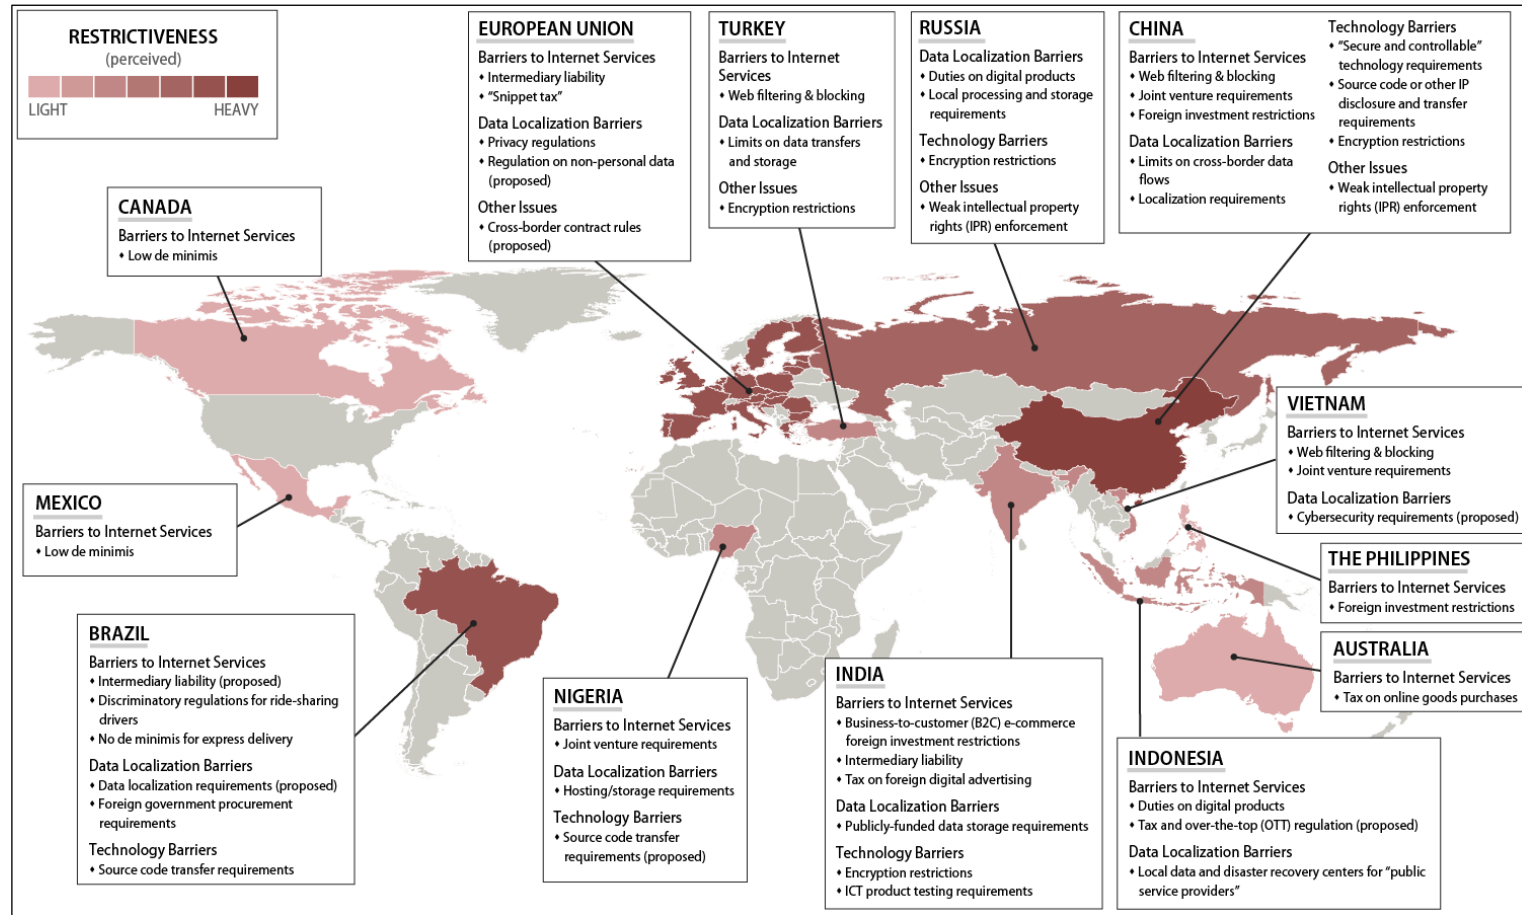 RESTRICTIVENESS
(perceived)
LIGHT HEAVY
EUROPEAN UNION
Barriers to Internet Services
♦ Intermediary liability
♦ “Snippet tax”
Data Localization Barriers
♦ Privacy regulations
♦ Regulation on non-personal data
(proposed)
Other Issues
♦ Cross-border contract rules
(proposed)
TURKEY
Barriers to Internet
Services
♦ Web filtering & blocking
Data Localization Barriers
♦ Limits on data transfers
and storage
Other Issues
♦ Encryption restrictions
RUSSIA
Data Localization Barriers
♦ Duties on digital products
♦ Local processing and storage
requirements
Technology Barriers
♦ Encryption restrictions
Other Issues
♦ Weak intellectual property
rights (IPR) enforcement
CHINA
Barriers to Internet Services
♦ Web filtering & blocking
♦ Joint venture requirements
♦ Foreign investment restrictions
Data Localization Barriers
♦ Limits on cross-border data
flows
♦ Localization requirements
Technology Barriers
♦ “Secure and controllable”
technology requirements
♦ Source code or other IP
disclosure and transfer
requirements
♦ Encryption restrictions
Other Issues
♦ Weak intellectual property
rights (IPR) enforcement
CANADA
Barriers to Internet Services
♦ Low de minimis
MEXICO
Barriers to Internet Services
♦ Low de minimis
BRAZIL
Barriers to Internet Services
♦ Intermediary liability (proposed)
♦ Discriminatory regulations for ride-sharing
drivers
♦ No de minimis for express delivery
Data Localization Barriers
♦ Data localization requirements (proposed)
♦ Foreign government procurement
requirements
Technology Barriers
♦ Source code transfer requirements
NIGERIA
Barriers to Internet Services
♦ Joint venture requirements
Data Localization Barriers
♦ Hosting/storage requirements
Technology Barriers
♦ Source code transfer
requirements (proposed)
INDIA
Barriers to Internet Services
♦ Business-to-customer (B2C) e-commerce
foreign investment restrictions
♦ Intermediary liability
♦ Tax on foreign digital advertising
Data Localization Barriers
♦ Publicly-funded data storage requirements
Technology Barriers
♦ Encryption restrictions
♦ ICT product testing requirements
VIETNAM
Barriers to Internet Services
♦ Web filtering & blocking
♦ Joint venture requirements
Data Localization Barriers
♦ Cybersecurity requirements (proposed)
THE PHILIPPINES
Barriers to Internet Services
♦ Foreign investment restrictions
AUSTRALIA
Barriers to Internet Services
♦ Tax on online goods purchases
INDONESIA
Barriers to Internet Services
♦ Duties on digital products
♦ Tax and over-the-top (OTT) regulation (proposed)
Data Localization Barriers
♦ Local data and disaster recovery centers for “public
service providers”